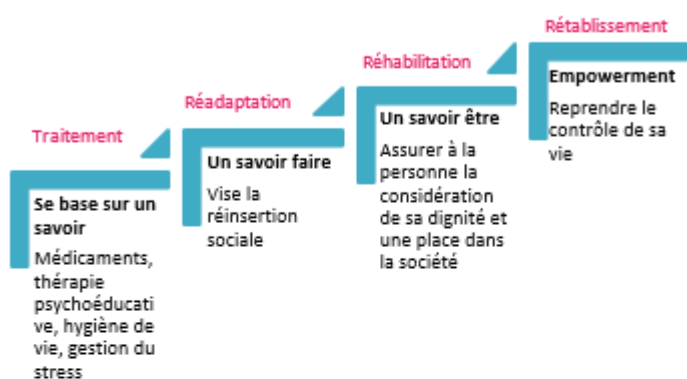 Traitement
Se base sur un
savoir
Médicaments,
thérapie
psychoéducati
ve, hygiène de
vie, gestion du
stress
Réadaptation
Un savoir faire
Vise la
réinsertion
sociale
Réhabilitation
Un savoir être
Assurer à la
personne la
considération
de sa dignité et
une place dans
la société
Rétablissement
Empowerment
Reprendre le
contrôle de sa
vie